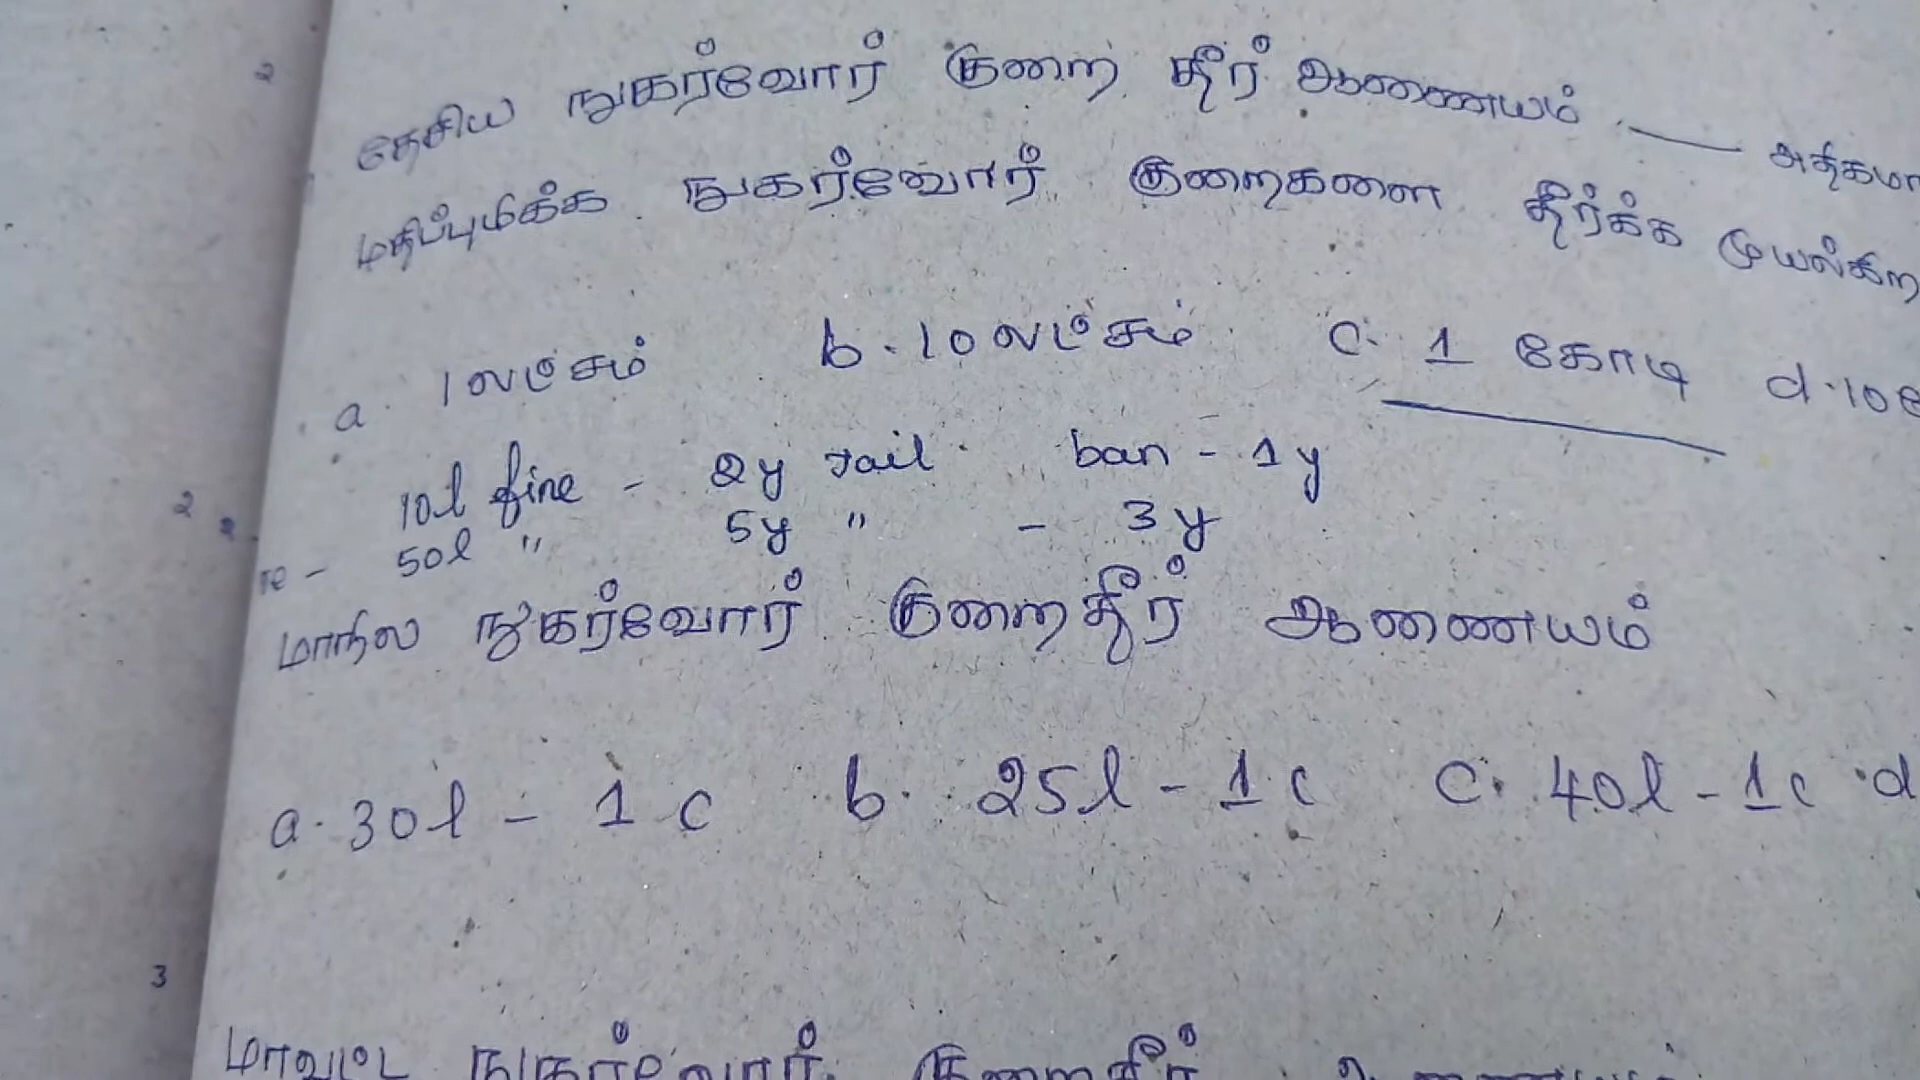 தேசிய நுகர்வோர் குறை தீர் ஆணையம் —— அதிகமா
மதிப்புமிக்க நுகர்வோர் குறைகளை தீர்க்க முயல்கிற
a. 1 லட்சம் b. 10 லட்சம் c. 1 கோடி d. 10
10l fine - 2y jail ban - 1y
50l " 5y " - 3y
மாநில நுகர்வோர் குறைதீர் ஆணையம்
a. 30l - 1c b. 25l - 1c c. 40l - 1c d
3
மாவட்ட நுகர்வோர் குறைதீர்